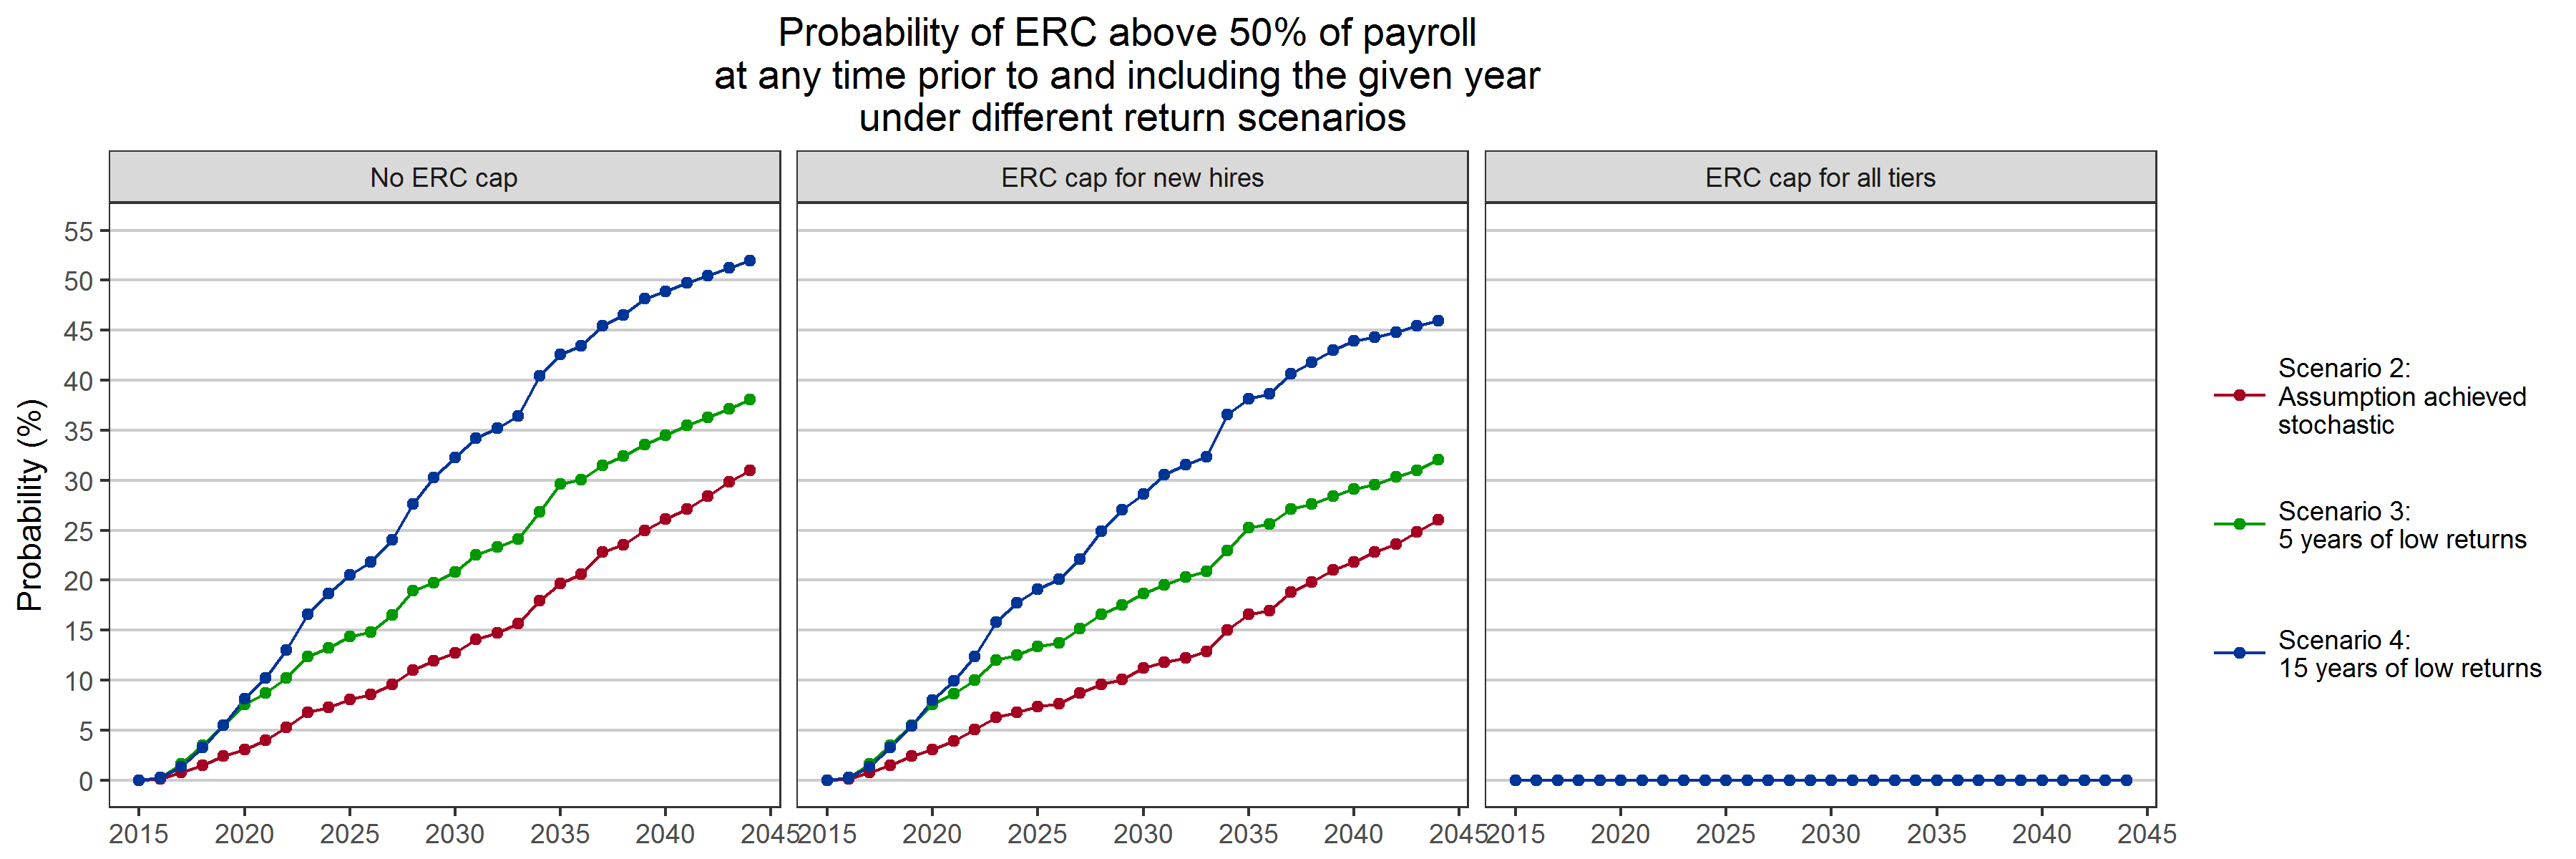 Probability of ERC above 50% of payroll
at any time prior to and including the given year
under different return scenarios
No ERC cap
ERC cap for new hires
ERC cap for all tiers
Probability (%)
55
50
45
40
35
30
25
20
15
10
5
0
2015 2020 2025 2030 2035 2040 2045
2015 2020 2025 2030 2035 2040 2045
2015 2020 2025 2030 2035 2040 2045
Scenario 2:
Assumption achieved
stochastic
Scenario 3:
5 years of low returns
Scenario 4:
15 years of low returns